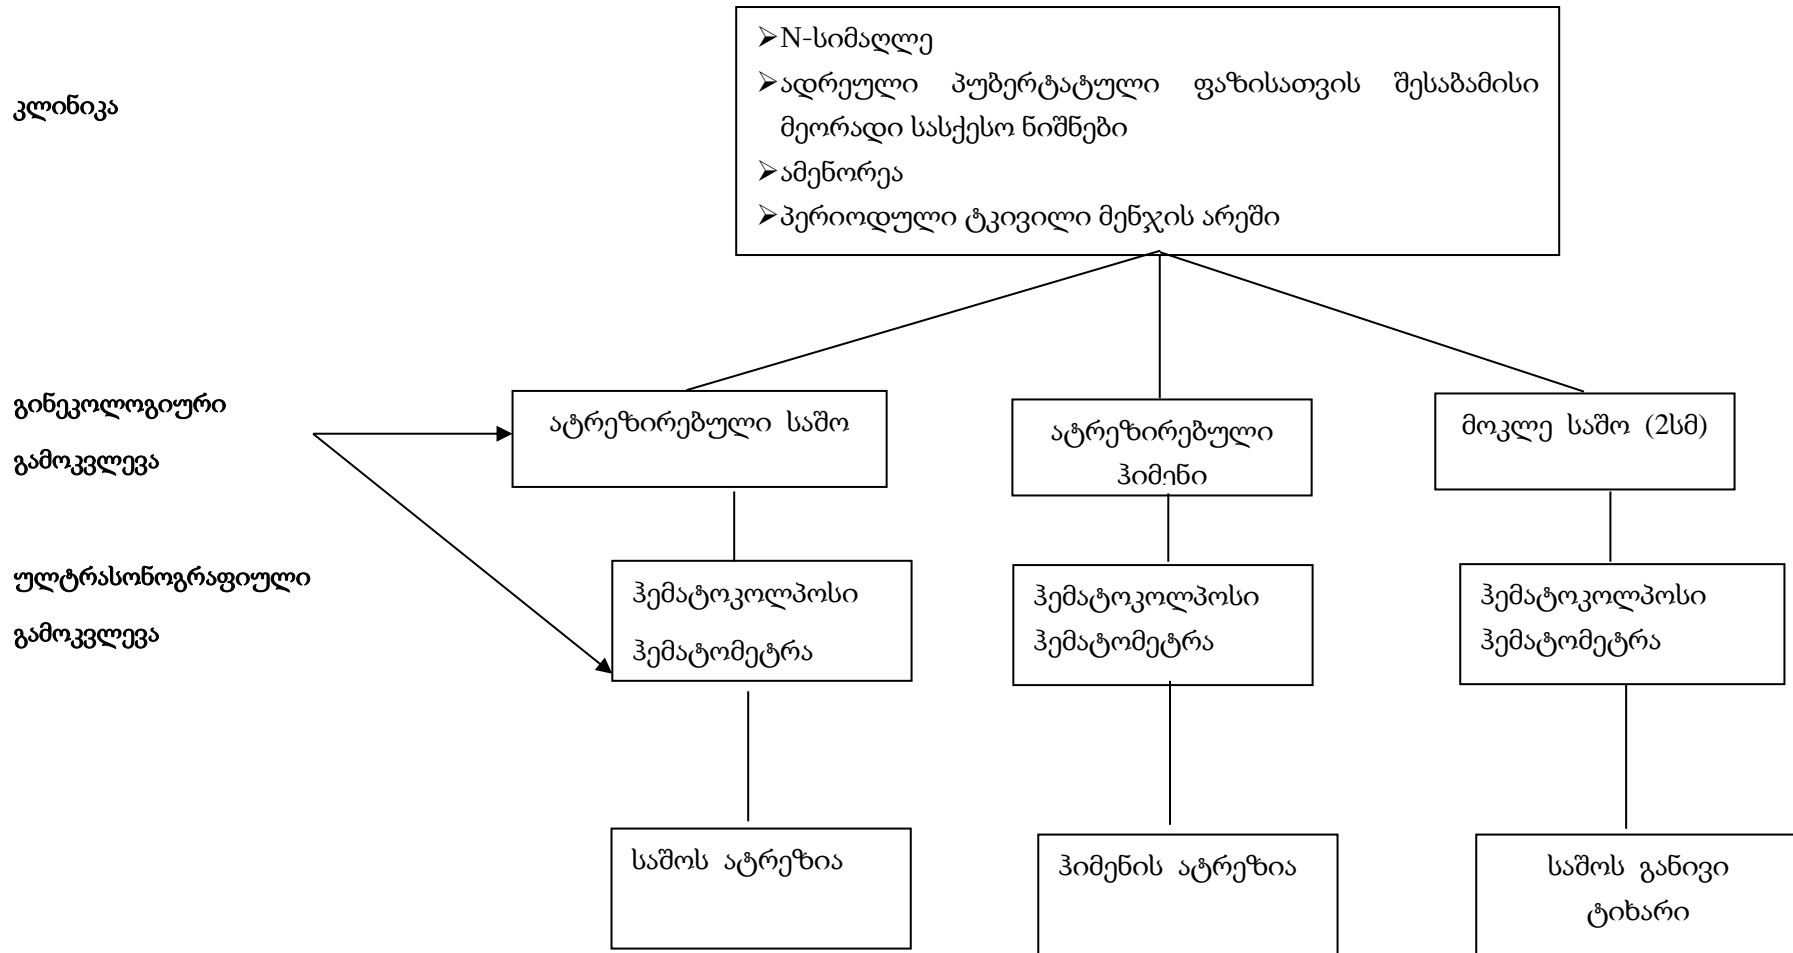 ➢N-სიმაღლე
➢ადრეული პუბერტატული ფაზისათვის შესაბამისი
მეორადი სასქესო ნიშნები
➢ამენორეა
➢პერიოდული ტკივილი მენჯის არეში
კლინიკა
გინეკოლოგიური
გამოკვლევა
ატრეზირებული საშო
ატრეზირებული
ჰიმენი
მოკლე საშო (2სმ)
ულტრასონოგრაფიული
გამოკვლევა
ჰემატოკოლპოსი
ჰემატომეტრა
ჰემატოკოლპოსი
ჰემატომეტრა
ჰემატოკოლპოსი
ჰემატომეტრა
საშოს ატრეზია
ჰიმენის ატრეზია
საშოს განივი
ტიხარი